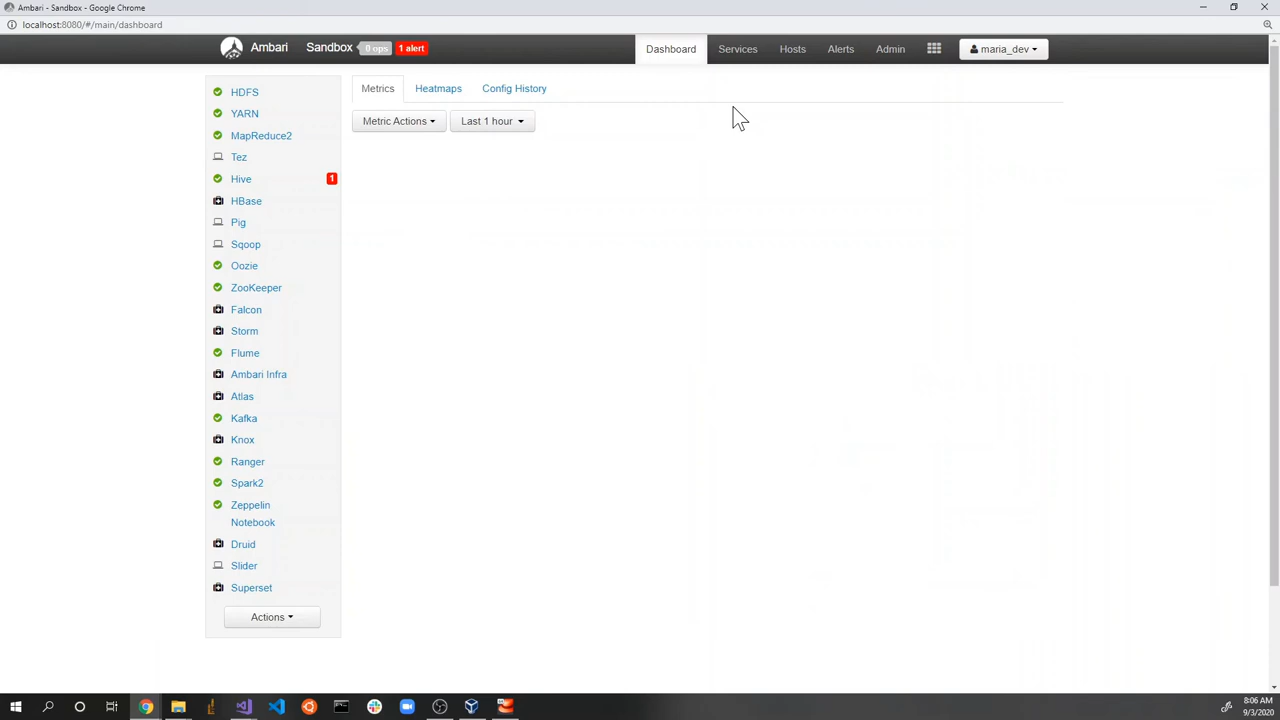 Ambari - Sandbox - Google Chrome
localhost:8080/#/main/dashboard
Ambari Sandbox 0 ops 1 alert Dashboard Services Hosts Alerts Admin maria_dev
Metrics Heatmaps Config History
Metric Actions Last 1 hour
HDFS
YARN
MapReduce2
Tez
Hive 1
HBase
Pig
Sqoop
Oozie
ZooKeeper
Falcon
Storm
Flume
Ambari Infra
Atlas
Kafka
Knox
Ranger
Spark2
Zeppelin
Notebook
Druid
Slider
Superset
Actions
8:06 AM
9/3/2020